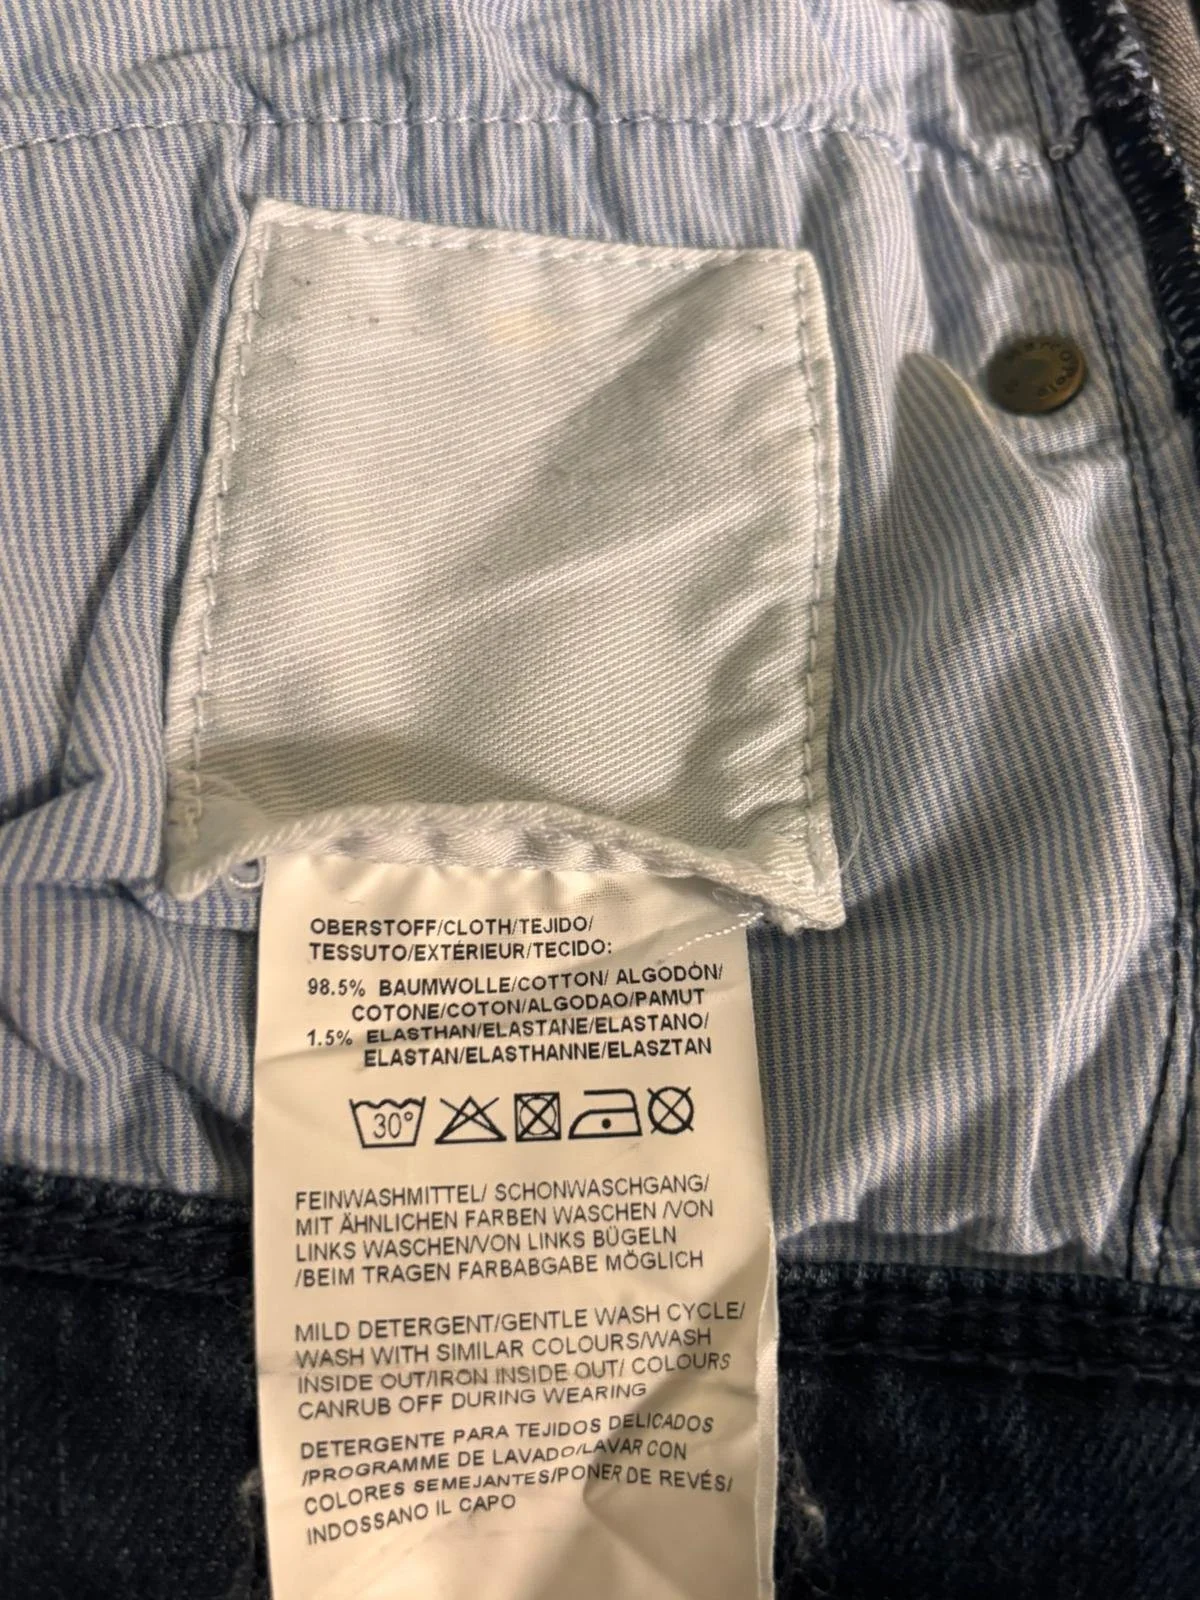 OBERSTOFF/CLOTH/TEJIDO/
TESSUTO/EXTÉRIEUR/TECIDO:
98.5% BAUMWOLLE/COTTON/ ALGODÓN/
COTONE/COTON/ALGODAO/PAMUT
1.5% ELASTHAN/ELASTANE/ELASTANO/
ELASTAN/ELASTHANNE/ELASZTAN
30°
FEINWASHMITTEL/ SCHONWASCHGANG/
MIT ÄHNLICHEN FARBEN WASCHEN /VON
LINKS WASCHEN/VON LINKS BÜGELN
/BEIM TRAGEN FARBABGABE MÖGLICH
MILD DETERGENT/GENTLE WASH CYCLE/
WASH WITH SIMILAR COLOURS/WASH
INSIDE OUT/IRON INSIDE OUT/ COLOURS
CANRUB OFF DURING WEARING
DETERGENTE PARA TEJIDOS DELICADOS
/PROGRAMME DE LAVADO/LAVAR CON
COLORES SEMEJANTES/PONER DE REVÉS/
INDOSSANO IL CAPO